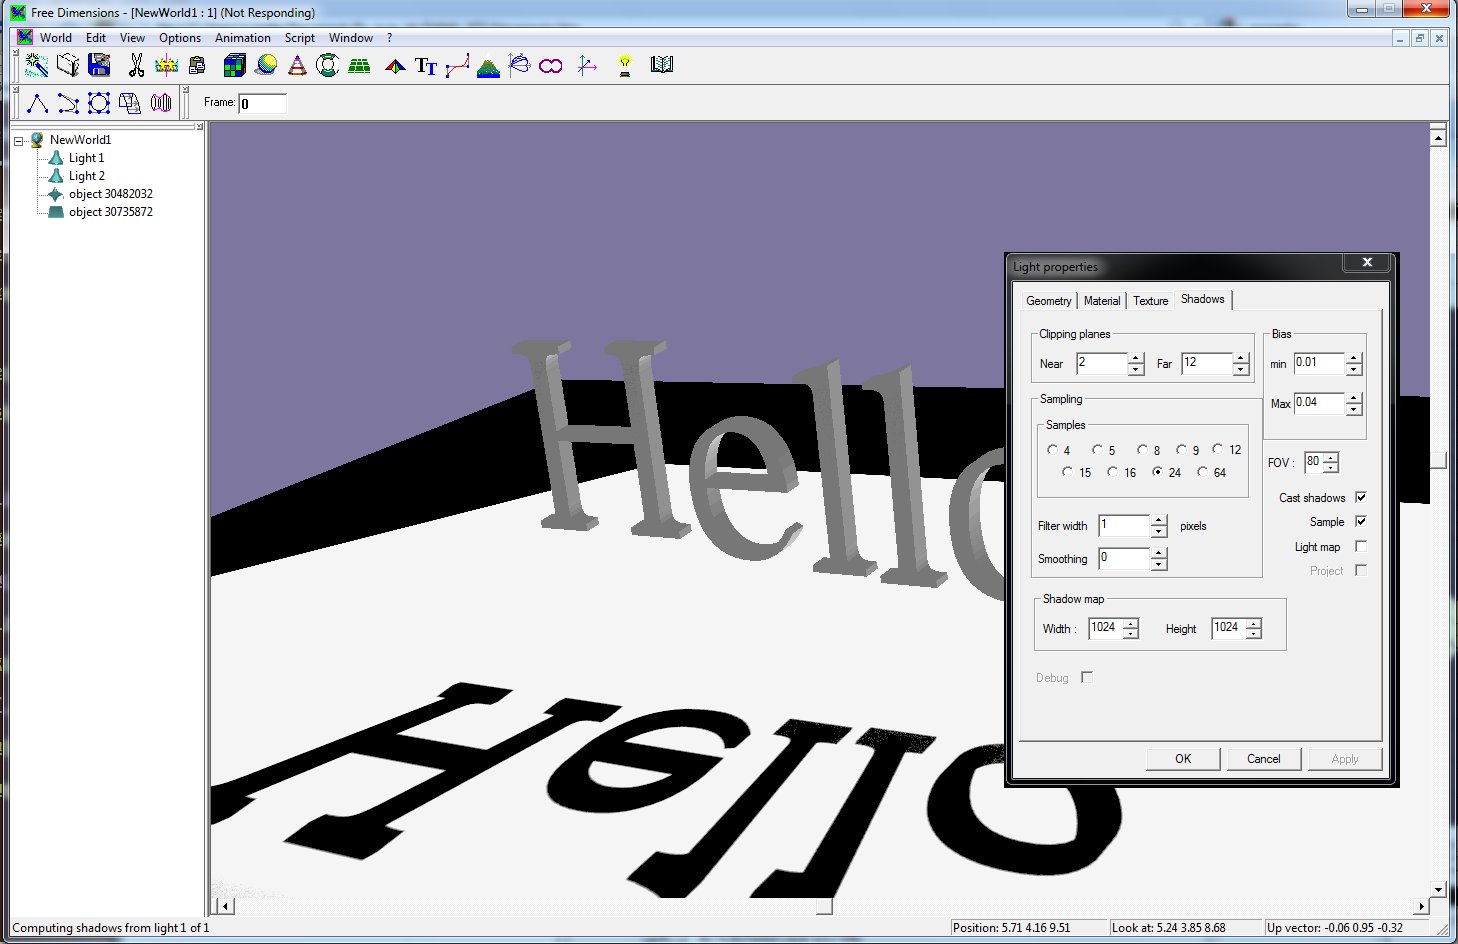 Free Dimensions - [NewWorld1 : 1] (Not Responding)
World Edit View Options Animation Script Window ?
TT
Frame: 0
NewWorld1
Light 1
Light 2
object 30482032
object 30735872
Hello
Hello
Light properties
Geometry Material Texture Shadows
Clipping planes
Near 2 Far 12
Bias
min 0.01
Max 0.04
Sampling
Samples
4 5 8 9 12
15 16 24 64
FOV : 80
Cast shadows
Sample
Light map
Project
Filter width 1 pixels
Smoothing 0
Shadow map
Width : 1024 Height 1024
Debug
OK Cancel Apply
Computing shadows from light 1 of 1
Position: 5.71 4.16 9.51 Look at: 5.24 3.85 8.68 Up vector: -0.06 0.95 -0.32